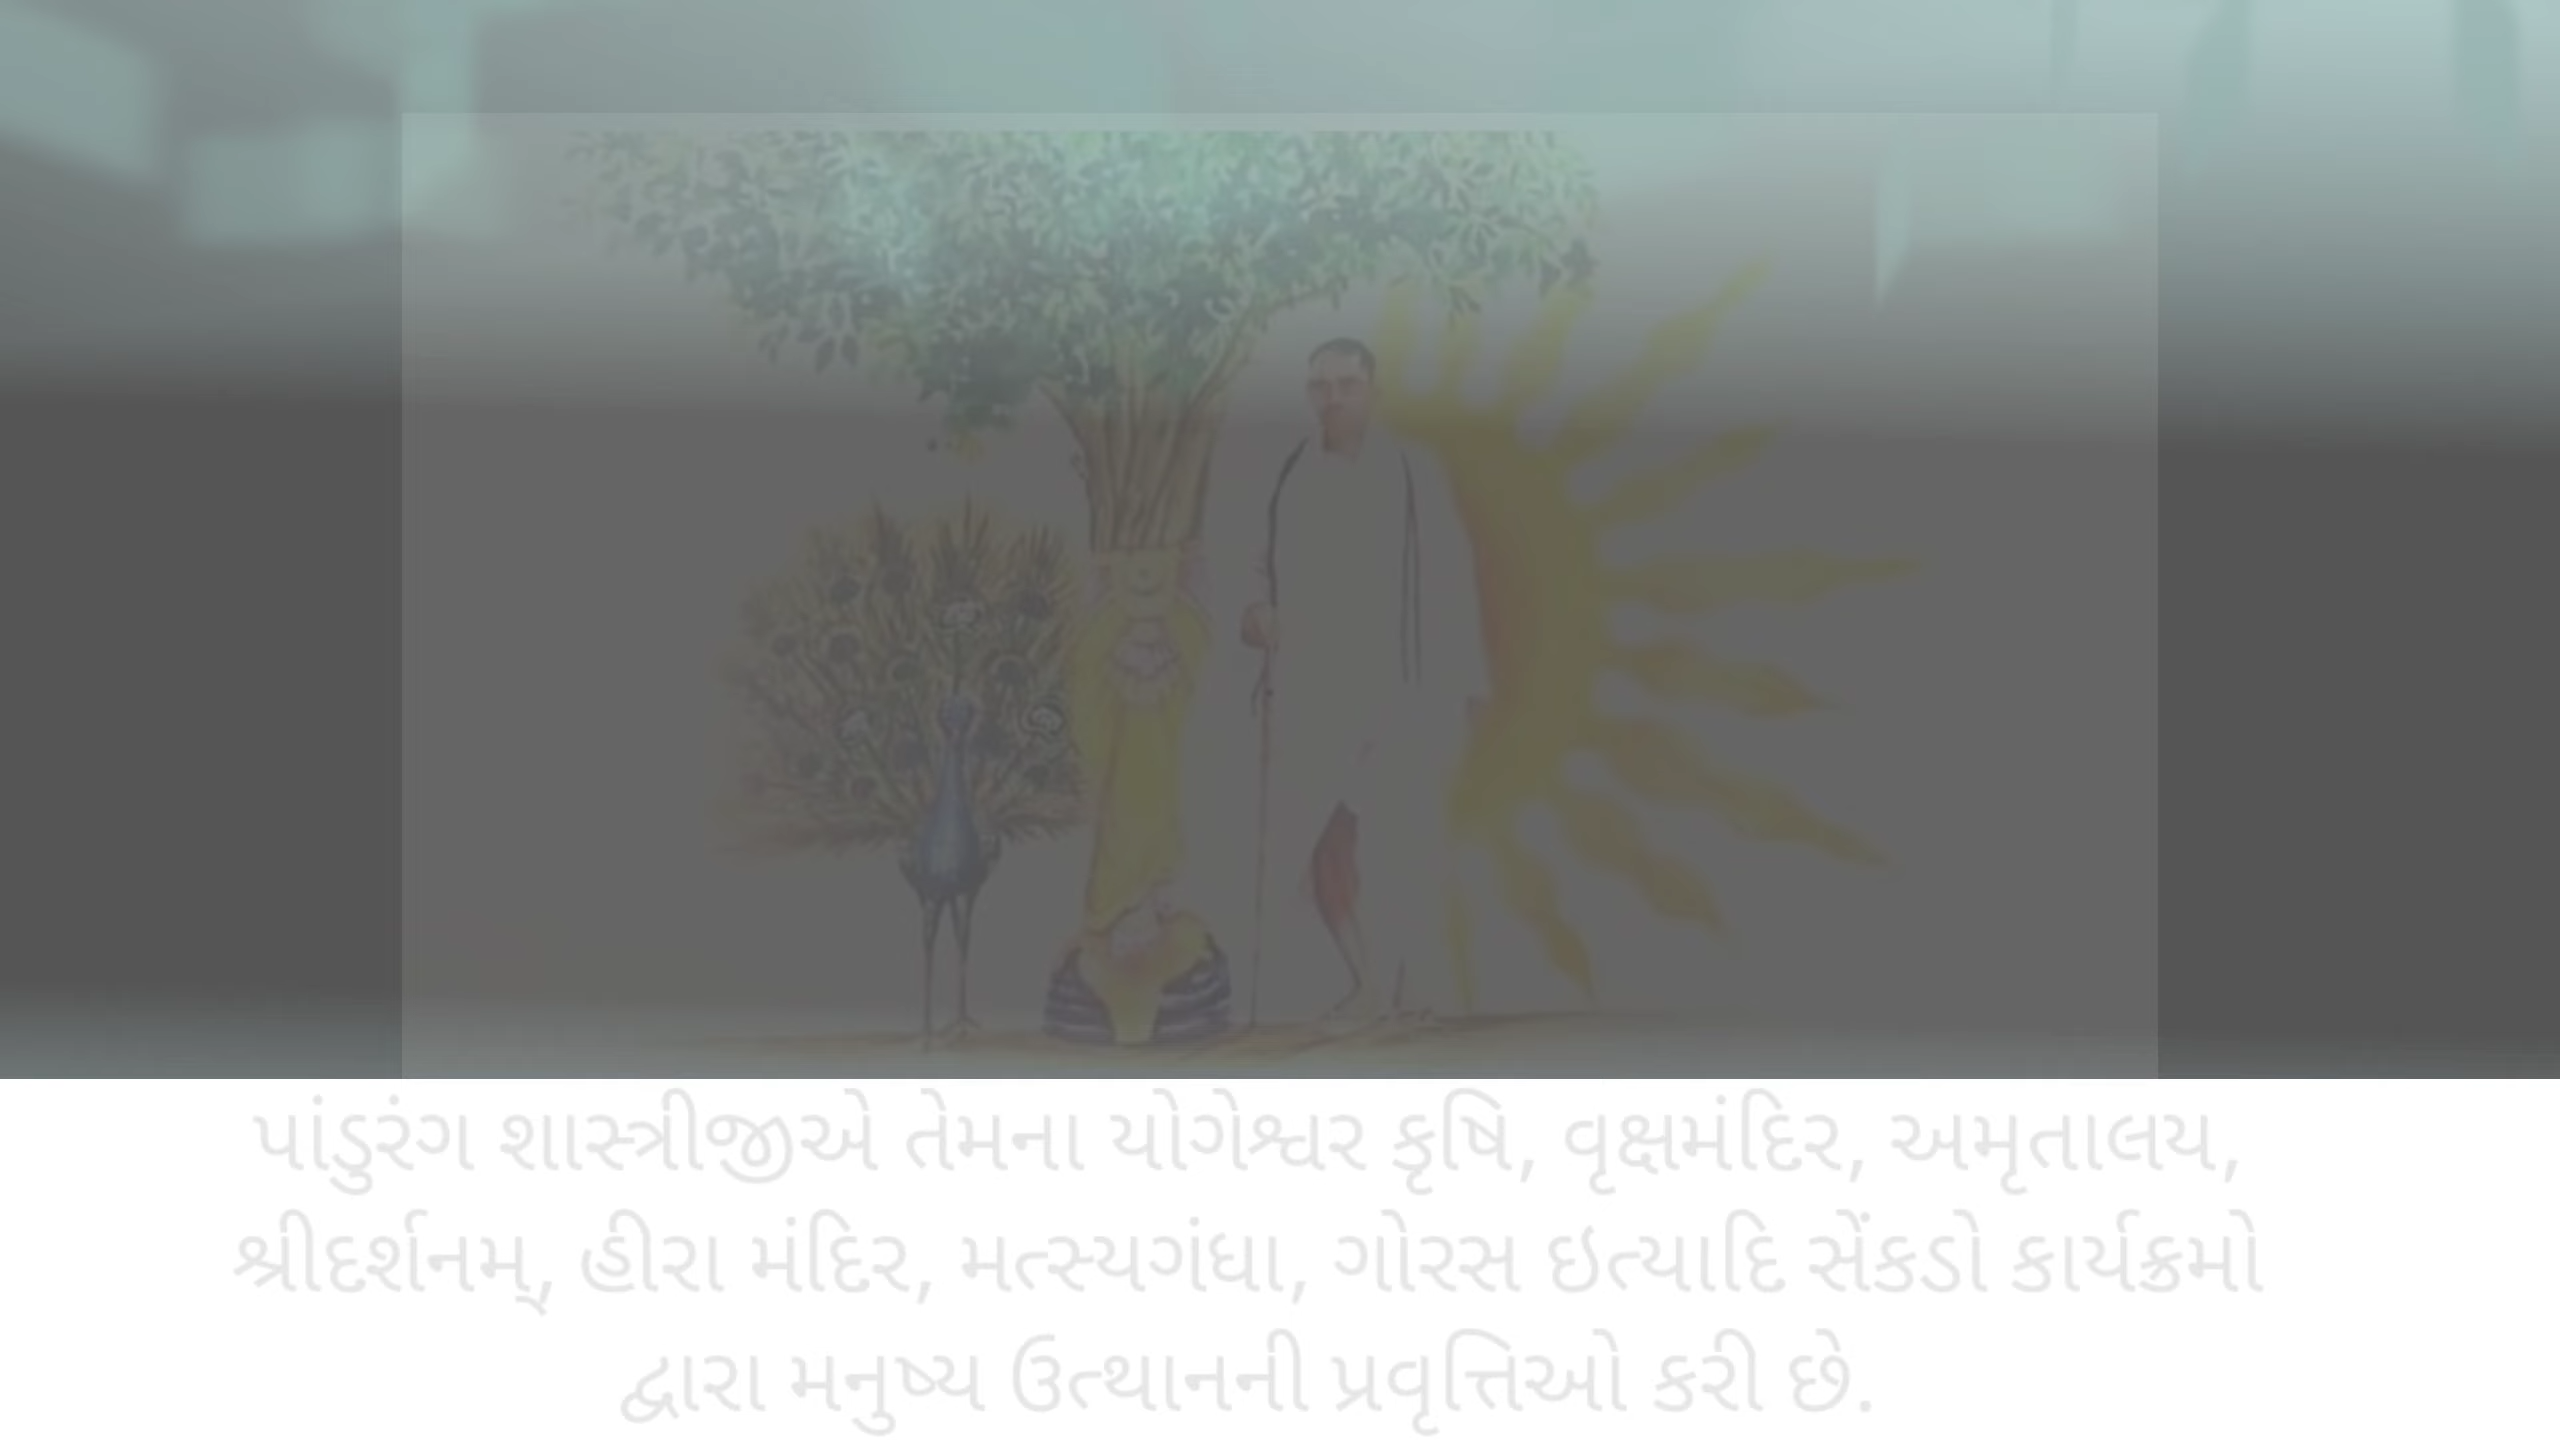 પાંડુરંગ શાસ્ત્રીજીએ તેમના યોગેશ્વર કૃષિ, વૃક્ષમંદિર, અમૃતાલય,
શ્રીદર્શનમ્, હીરા મંદિર, મત્સ્યગંધા, ગોરસ ઇત્યાદિ સેંકડો કાર્યક્રમો
દ્વારા મનુષ્ય ઉત્થાનની પ્રવૃત્તિઓ કરી છે.